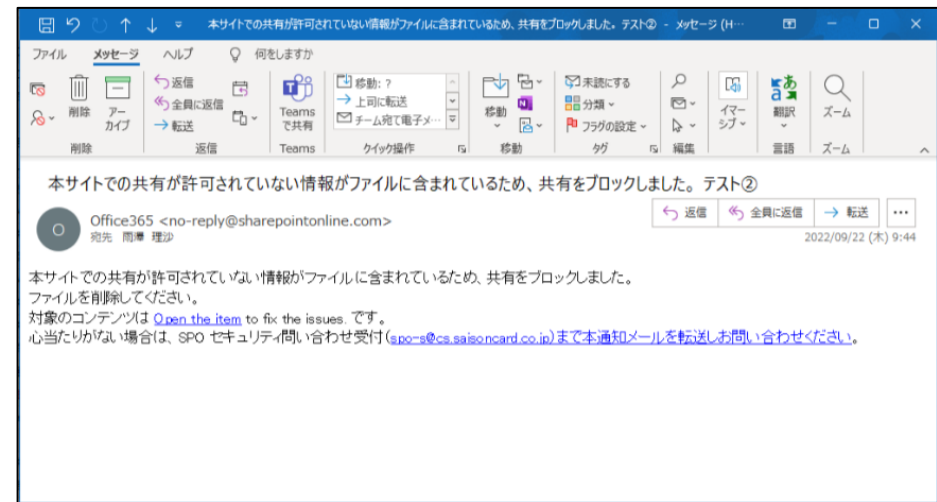 本サイトでの共有が許可されていない情報がファイルに含まれているため、共有をブロックしました。テスト② - メッセージ (H…
ファイル メッセージ ヘルプ 何をしますか
削除
アーカイブ
返信
全員に返信
転送
Teams で共有
移動: ?
上司に転送
チーム宛て電子メ…
移動
未読にする
分類
フラグの設定
イマーシブ
翻訳
ズーム
削除 返信 Teams クイック操作 移動 タグ 編集 言語 ズーム
本サイトでの共有が許可されていない情報がファイルに含まれているため、共有をブロックしました。テスト②
O
Office365 <no-reply@sharepointonline.com>
宛先 雨澤 理沙
返信 全員に返信 転送 …
2022/09/22 (木) 9:44
本サイトでの共有が許可されていない情報がファイルに含まれているため、共有をブロックしました。
ファイルを削除してください。
対象のコンテンツは Open the item to fix the issues. です。
心当たりがない場合は、SPO セキュリティ問い合わせ受付(spo-s@cs.saisoncard.co.jp)まで本通知メールを転送しお問い合わせください。